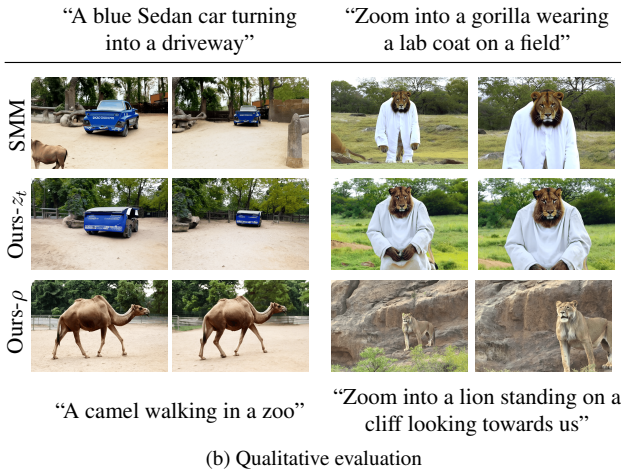 “A blue Sedan car turning
into a driveway”
“Zoom into a gorilla wearing
a lab coat on a field”
SMM
Ours-z_t
Ours-ρ
“A camel walking in a zoo”
“Zoom into a lion standing on a
cliff looking towards us”
(b) Qualitative evaluation